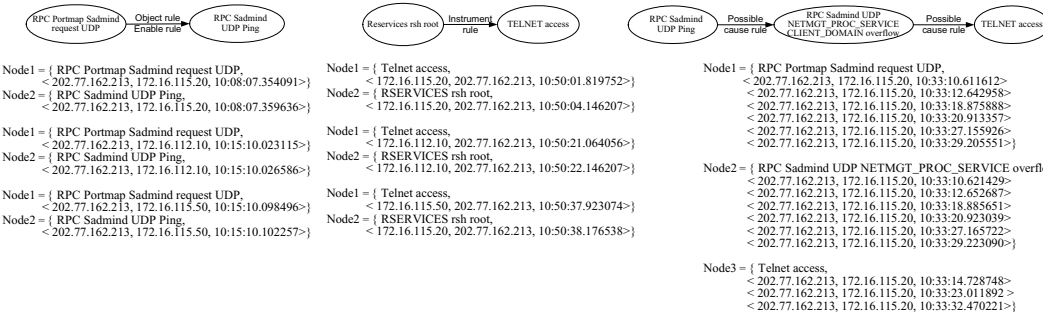 RPC Portmap Sadmind
request UDP
Object rule
Enable rule
RPC Sadmind
UDP Ping
Node1 = { RPC Portmap Sadmind request UDP,
< 202.77.162.213, 172.16.115.20, 10:08:07.354091>}
Node2 = { RPC Sadmind UDP Ping,
< 202.77.162.213, 172.16.115.20, 10:08:07.359636>}
Node1 = { RPC Portmap Sadmind request UDP,
< 202.77.162.213, 172.16.112.10, 10:15:10.023115>}
Node2 = { RPC Sadmind UDP Ping,
< 202.77.162.213, 172.16.112.10, 10:15:10.026586>}
Node1 = { RPC Portmap Sadmind request UDP,
< 202.77.162.213, 172.16.115.50, 10:15:10.098496>}
Node2 = { RPC Sadmind UDP Ping,
< 202.77.162.213, 172.16.115.50, 10:15:10.102257>}
Reservices rsh root
Instrument
rule
TELNET access
Node1 = { Telnet access,
< 172.16.115.20, 202.77.162.213, 10:50:01.819752>}
Node2 = { RSERVICES rsh root,
< 172.16.115.20, 202.77.162.213, 10:50:04.146207>}
Node1 = { Telnet access,
< 172.16.112.10, 202.77.162.213, 10:50:21.064056>}
Node2 = { RSERVICES rsh root,
< 172.16.112.10, 202.77.162.213, 10:50:22.146207>}
Node1 = { Telnet access,
< 172.16.115.50, 202.77.162.213, 10:50:37.923074>}
Node2 = { RSERVICES rsh root,
< 172.16.115.20, 202.77.162.213, 10:50:38.176538>}
RPC Sadmind
UDP Ping
Possible
cause rule
RPC Sadmind UDP
NETMGT_PROC_SERVICE
CLIENT_DOMAIN overflow
Possible
cause rule
TELNET access
Node1 = { RPC Portmap Sadmind request UDP,
< 202.77.162.213, 172.16.115.20, 10:33:10.611612>
< 202.77.162.213, 172.16.115.20, 10:33:12.642958>
< 202.77.162.213, 172.16.115.20, 10:33:18.875888>
< 202.77.162.213, 172.16.115.20, 10:33:20.913357>
< 202.77.162.213, 172.16.115.20, 10:33:27.155926>
< 202.77.162.213, 172.16.115.20, 10:33:29.205551>}
Node2 = { RPC Sadmind UDP NETMGT_PROC_SERVICE overfl
< 202.77.162.213, 172.16.115.20, 10:33:10.621429>
< 202.77.162.213, 172.16.115.20, 10:33:12.652687>
< 202.77.162.213, 172.16.115.20, 10:33:18.885651>
< 202.77.162.213, 172.16.115.20, 10:33:20.923039>
< 202.77.162.213, 172.16.115.20, 10:33:27.165722>
< 202.77.162.213, 172.16.115.20, 10:33:29.223090>}
Node3 = { Telnet access,
< 202.77.162.213, 172.16.115.20, 10:33:14.728748>
< 202.77.162.213, 172.16.115.20, 10:33:23.011892 >
< 202.77.162.213, 172.16.115.20, 10:33:32.470221>}